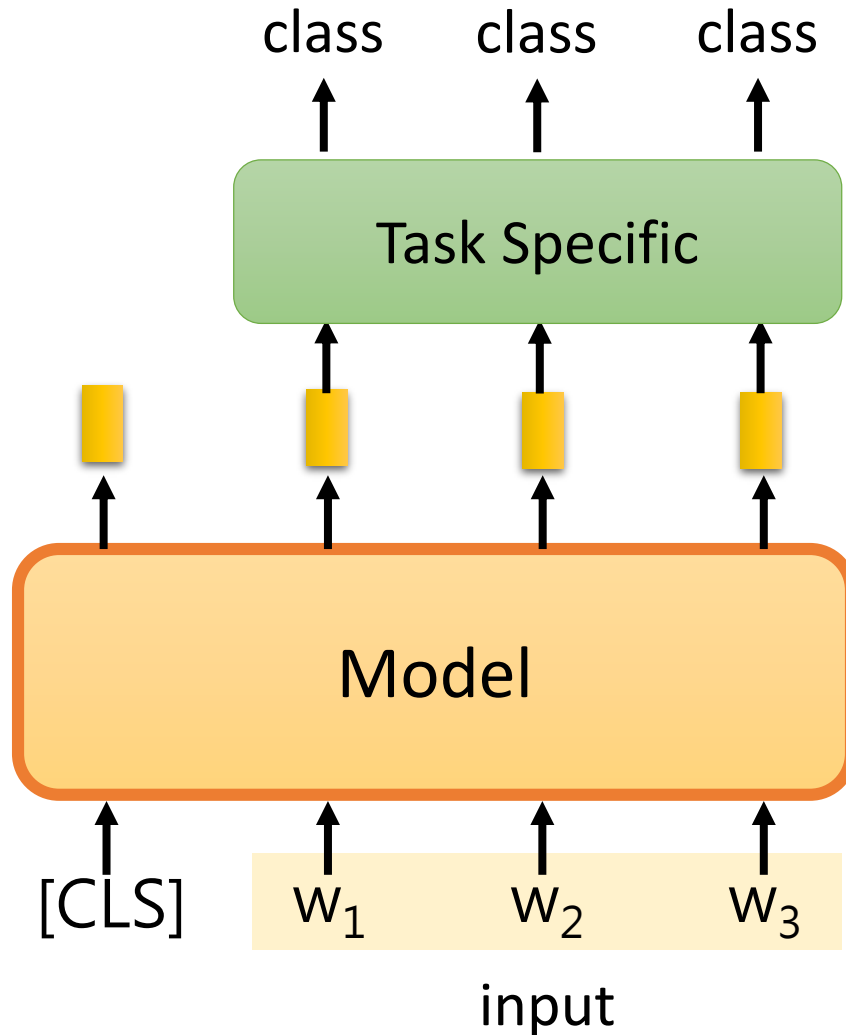 class class class
Task Specific
Model
[CLS] w₁ w₂ w₃
input